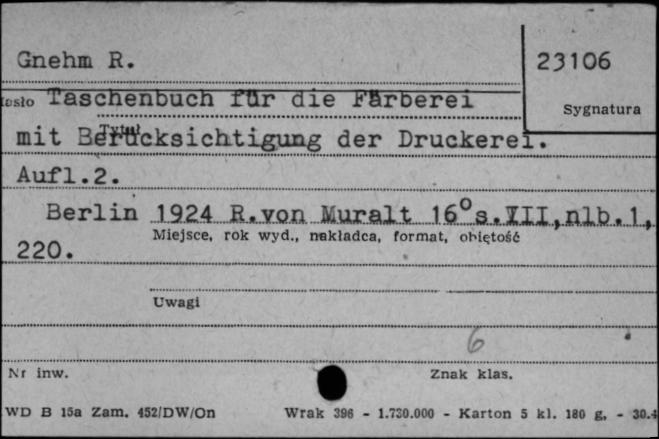 Gnehm R.
23106
Hasło Taschenbuch für die Färberei
Sygnatura
Tytuł
mit Berücksichtigung der Druckerei.
Aufl.2.
Berlin 1924 R.von Muralt 16° s.VII,nlb.1,
Miejsce, rok wyd., nakładca, format, objętość
220.
Uwagi
6
Nr inw.
Znak klas.
WD B 15a Zam. 452/DW/On Wrak 396 - 1.730.000 - Karton 5 kl. 180 g. - 30.4